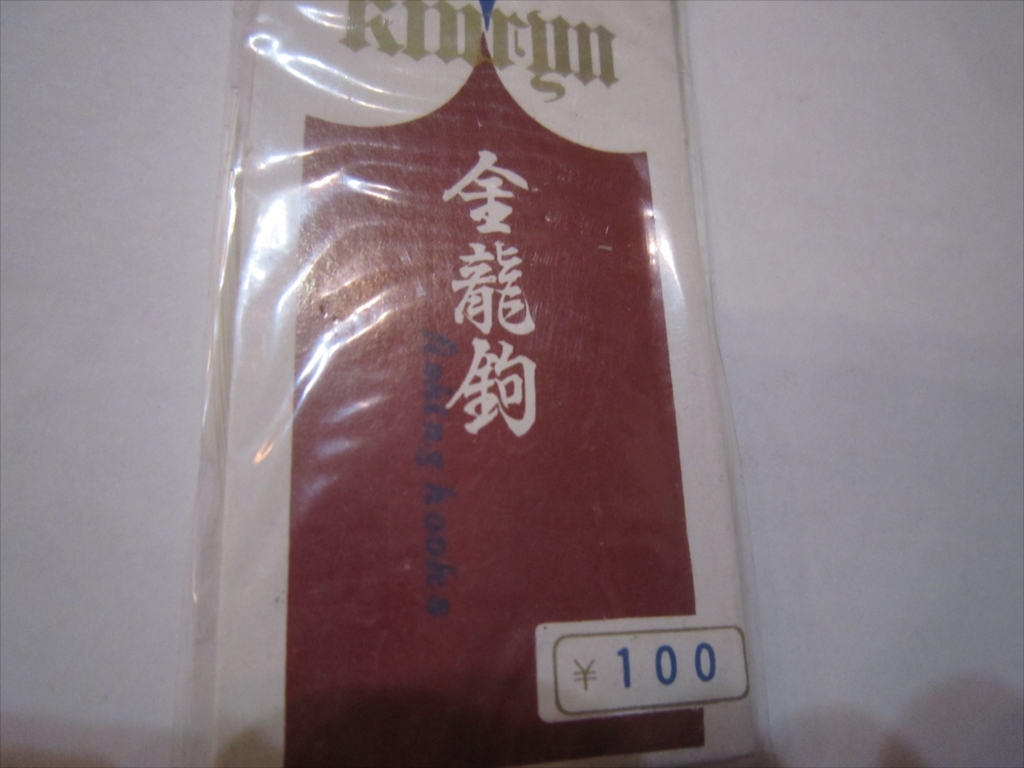 Kinryu
金龍鈎
fishing hooks
¥ 100